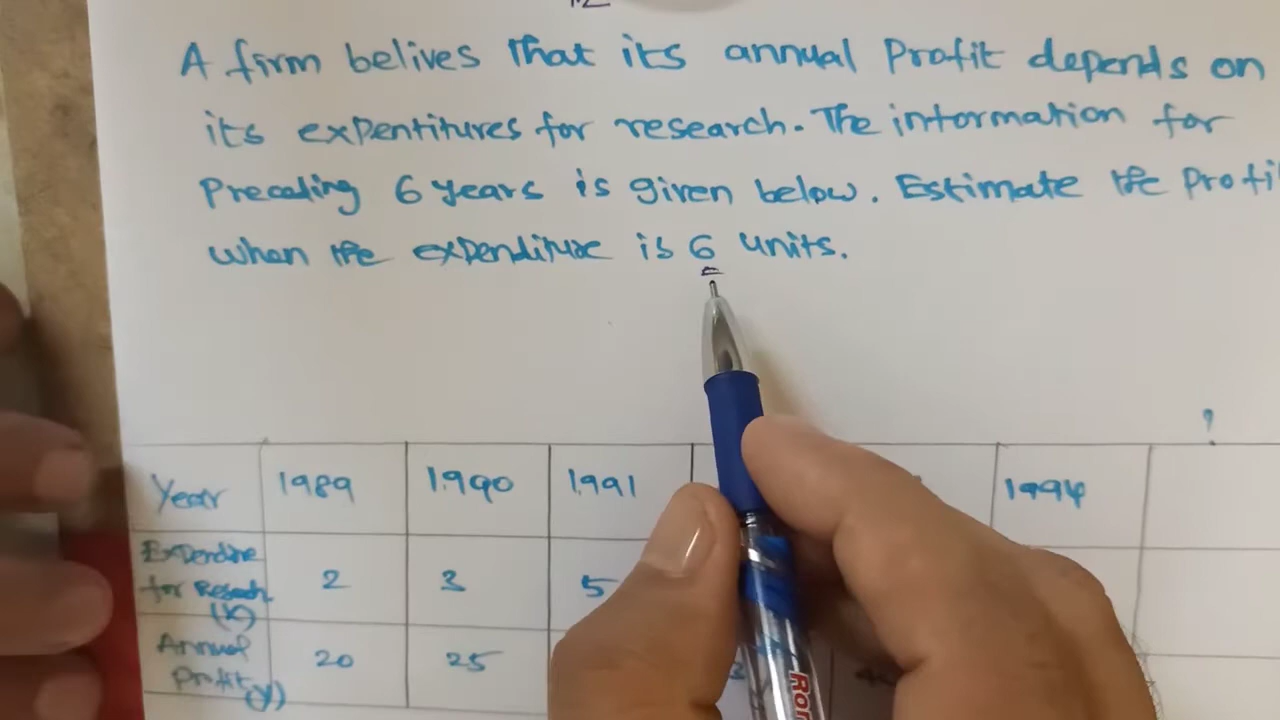 A firm belives that its annual Profit depends on
its expentitures for research. The information for
Preceding 6 years is given below. Estimate the profi
when the expenditure is 6 units.
?
Year 1989 1990 1991 1994
for 2 3 5
(X)
Annual 20 25
Profit(y)
Ror